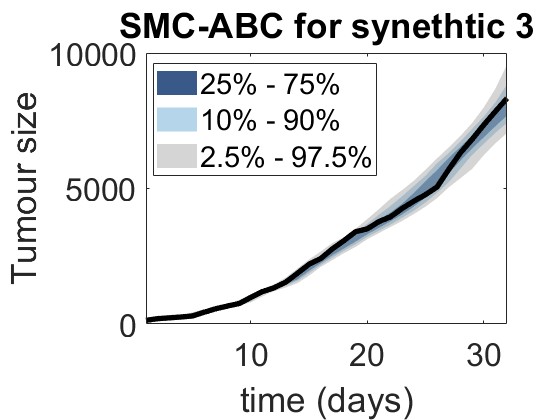 SMC-ABC for synethtic 3
10000
5000
0
Tumour size
25% - 75%
10% - 90%
2.5% - 97.5%
10 20 30
time (days)